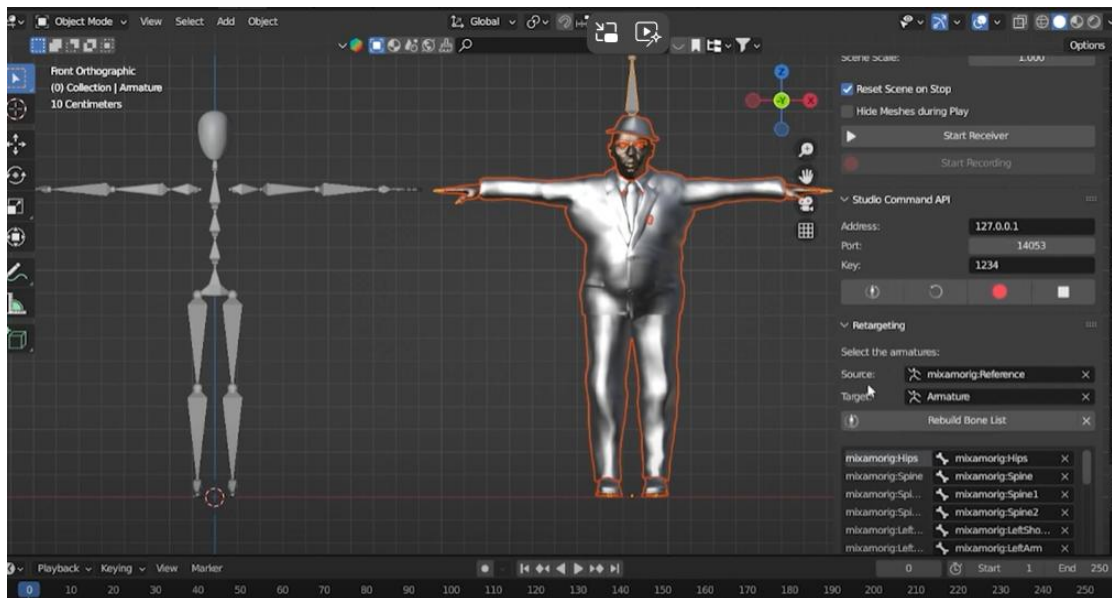 Object Mode View Select Add Object Global
Options
Front Orthographic
(0) Collection | Armature
10 Centimeters
Z
-Y
X
Scene Scale: 1.000
Reset Scene on Stop
Hide Meshes during Play
Start Receiver
Start Recording
Studio Command API
Address: 127.0.0.1
Port: 14053
Key: 1234
Retargeting
Select the armatures:
Source: mixamorig:Reference
Target: Armature
Rebuild Bone List
mixamorig:Hips mixamorig:Hips
mixamorig:Spine mixamorig:Spine
mixamorig:Spi... mixamorig:Spine1
mixamorig:Spi... mixamorig:Spine2
mixamorig:Left... mixamorig:LeftSho...
mixamorig:Left... mixamorig:LeftArm
Playback Keying View Marker 0 Start 1 End 250
0 10 20 30 40 50 60 70 80 90 100 110 120 130 140 150 160 170 180 190 200 210 220 230 240 250